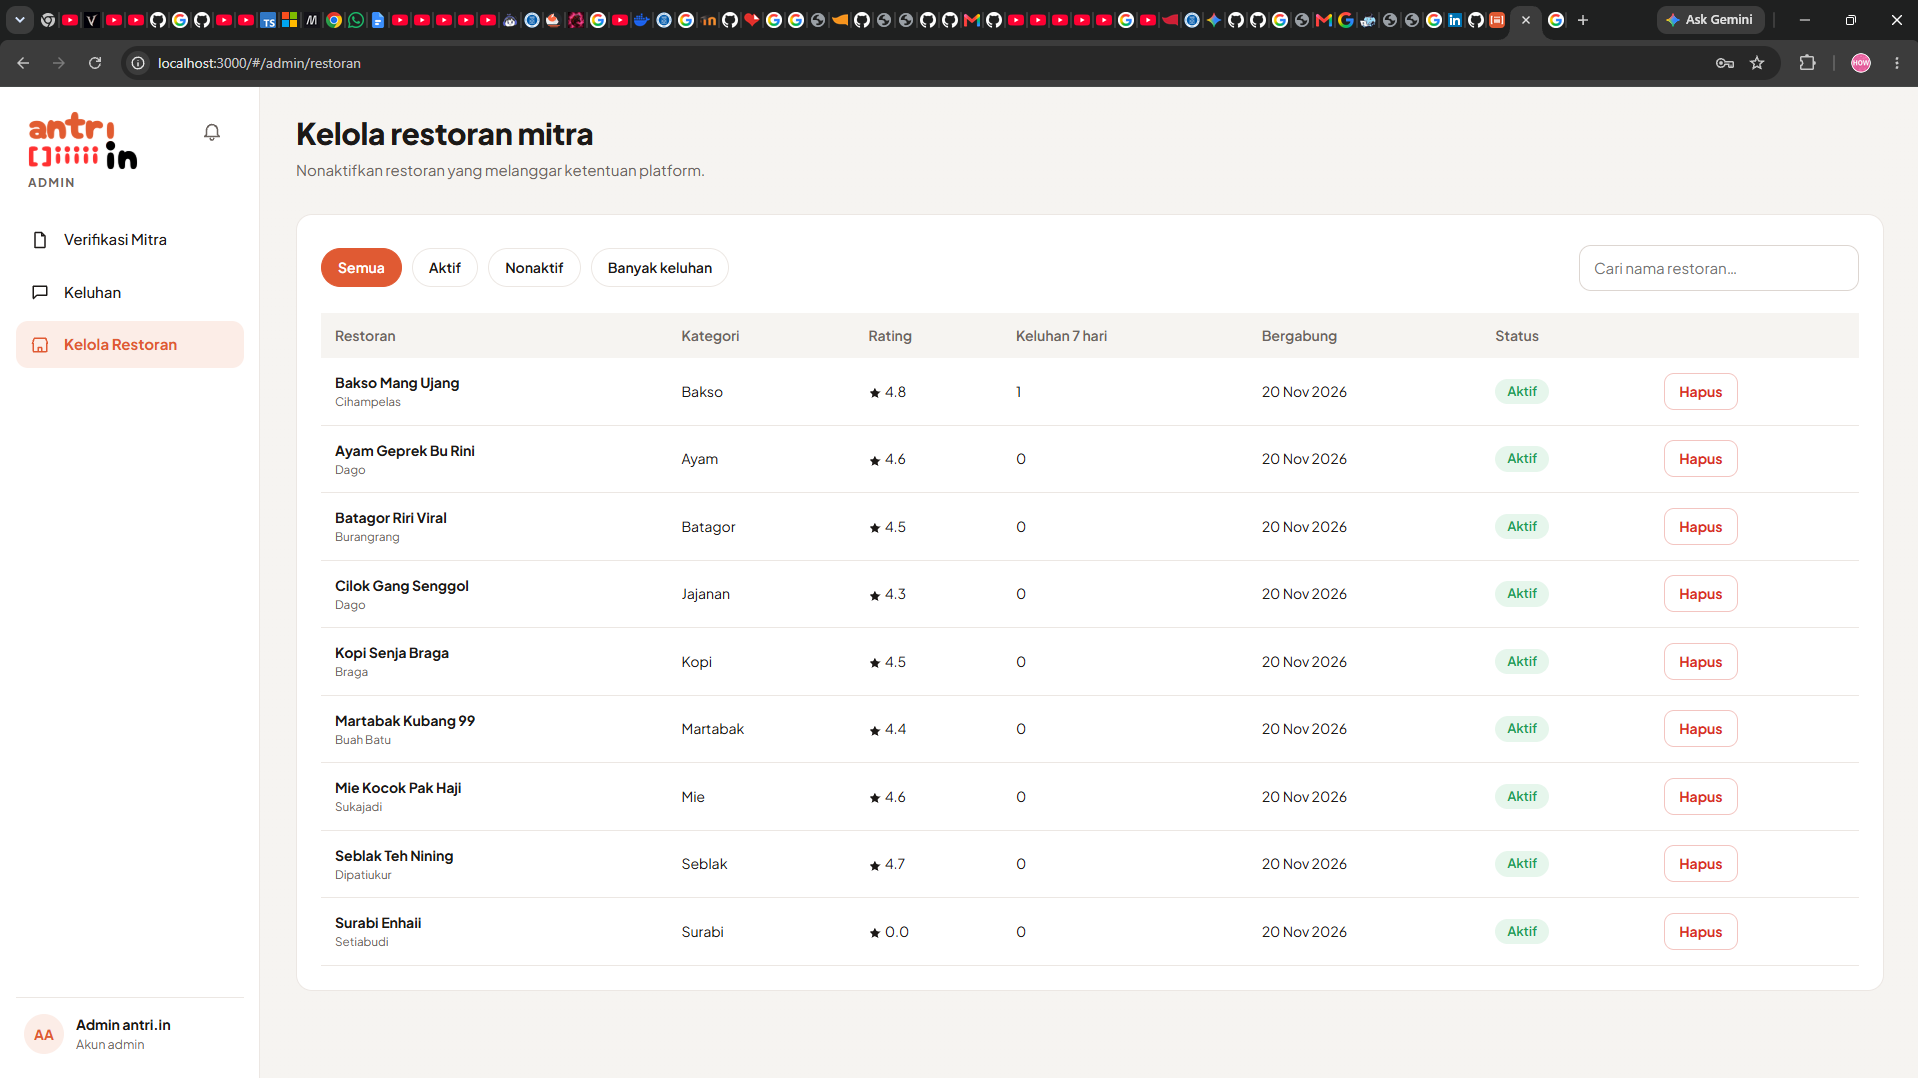 Ask Gemini
localhost:3000/#/admin/restoran
antri
in
ADMIN
Verifikasi Mitra
Keluhan
Kelola Restoran
Admin antri.in
AA
Akun admin
Kelola restoran mitra
Nonaktifkan restoran yang melanggar ketentuan platform.
Semua Aktif Nonaktif Banyak keluhan Cari nama restoran...
Restoran Kategori Rating Keluhan 7 hari Bergabung Status
Bakso Mang Ujang
Cihampelas
Bakso ★ 4.8 1 20 Nov 2026 Aktif Hapus
Ayam Geprek Bu Rini
Dago
Ayam ★ 4.6 0 20 Nov 2026 Aktif Hapus
Batagor Riri Viral
Burangrang
Batagor ★ 4.5 0 20 Nov 2026 Aktif Hapus
Cilok Gang Senggol
Dago
Jajanan ★ 4.3 0 20 Nov 2026 Aktif Hapus
Kopi Senja Braga
Braga
Kopi ★ 4.5 0 20 Nov 2026 Aktif Hapus
Martabak Kubang 99
Buah Batu
Martabak ★ 4.4 0 20 Nov 2026 Aktif Hapus
Mie Kocok Pak Haji
Sukajadi
Mie ★ 4.6 0 20 Nov 2026 Aktif Hapus
Seblak Teh Nining
Dipatiukur
Seblak ★ 4.7 0 20 Nov 2026 Aktif Hapus
Surabi Enhaii
Setiabudi
Surabi ★ 0.0 0 20 Nov 2026 Aktif Hapus